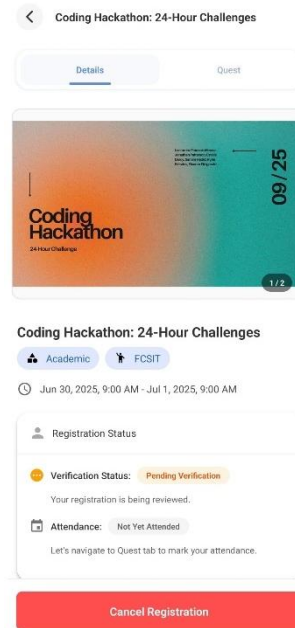 Coding Hackathon: 24-Hour Challenges
Details
Quest
09/25
Coding
Hackathon
24 Hour Challenge
1/2
Coding Hackathon: 24-Hour Challenges
Academic
FCSIT
Jun 30, 2025, 9:00 AM - Jul 1, 2025, 9:00 AM
Registration Status
Verification Status: Pending Verification
Your registration is being reviewed.
Attendance: Not Yet Attended
Let's navigate to Quest tab to mark your attendance.
Cancel Registration